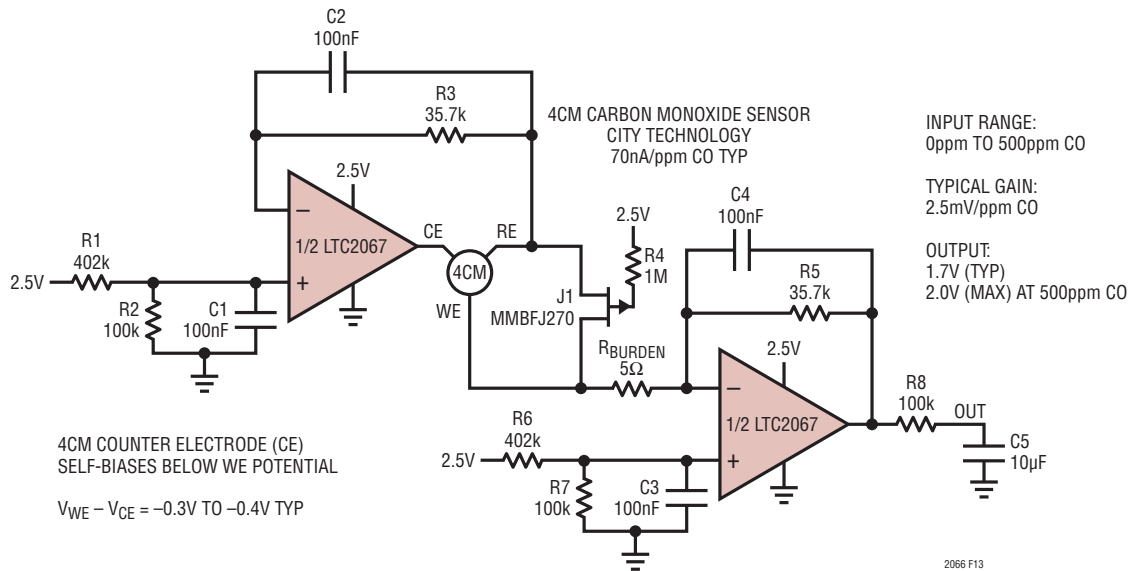 C2
100nF
R3
35.7k
4CM CARBON MONOXIDE SENSOR
CITY TECHNOLOGY
70nA/ppm CO TYP
INPUT RANGE:
0ppm TO 500ppm CO
TYPICAL GAIN:
2.5mV/ppm CO
OUTPUT:
1.7V (TYP)
2.0V (MAX) AT 500ppm CO
2.5V
–
1/2 LTC2067
+
R1
402k
2.5V
R2
100k
C1
100nF
CE
RE
4CM
WE
2.5V
R4
1M
J1
MMBFJ270
C4
100nF
R5
35.7k
RBURDEN
5Ω
2.5V
–
1/2 LTC2067
+
R8
100k
OUT
C5
10µF
R6
402k
2.5V
R7
100k
C3
100nF
4CM COUNTER ELECTRODE (CE)
SELF-BIASES BELOW WE POTENTIAL
VWE – VCE = –0.3V TO –0.4V TYP
2066 F13